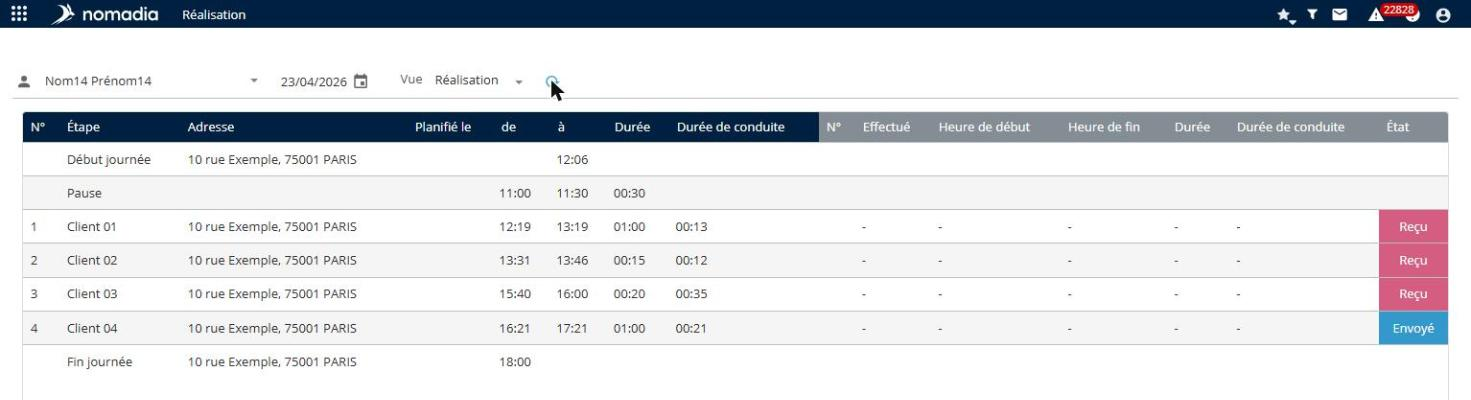 nomadia Réalisation 22828
Nom14 Prénom14 23/04/2026 Vue Réalisation
N° Étape Adresse Planifié le de à Durée Durée de conduite N° Effectué Heure de début Heure de fin Durée Durée de conduite État
Début journée 10 rue Exemple, 75001 PARIS 12:06
Pause 11:00 11:30 00:30
1 Client 01 10 rue Exemple, 75001 PARIS 12:19 13:19 01:00 00:13 - - - - - Reçu
2 Client 02 10 rue Exemple, 75001 PARIS 13:31 13:46 00:15 00:12 - - - - - Reçu
3 Client 03 10 rue Exemple, 75001 PARIS 15:40 16:00 00:20 00:35 - - - - - Reçu
4 Client 04 10 rue Exemple, 75001 PARIS 16:21 17:21 01:00 00:21 - - - - - Envoyé
Fin journée 10 rue Exemple, 75001 PARIS 18:00